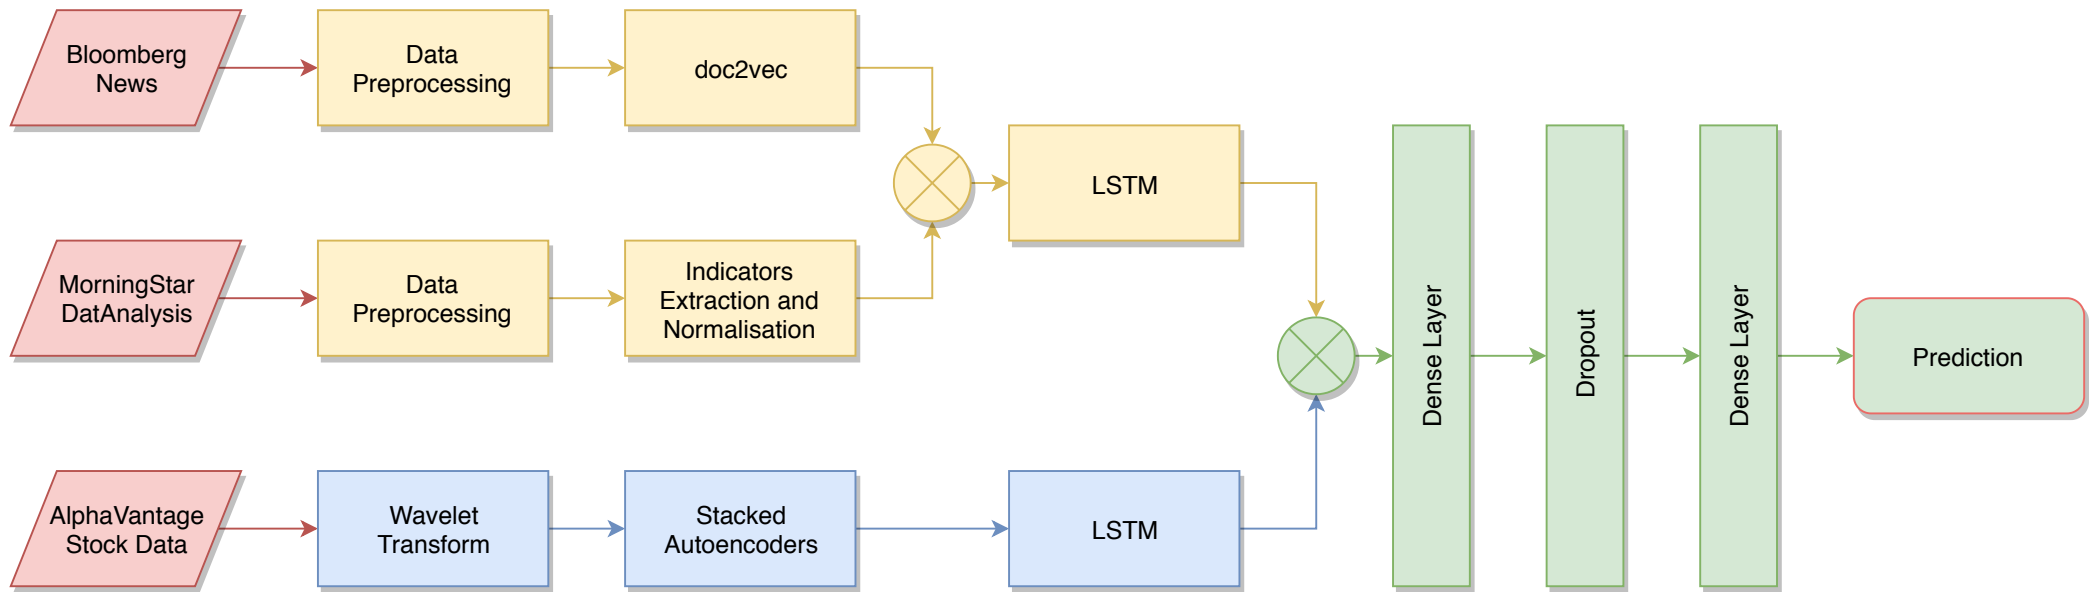 Bloomberg
News
Data
Preprocessing
doc2vec
LSTM
MorningStar
DatAnalysis
Data
Preprocessing
Indicators
Extraction and
Normalisation
AlphaVantage
Stock Data
Wavelet
Transform
Stacked
Autoencoders
LSTM
Dense Layer
Dropout
Dense Layer
Prediction